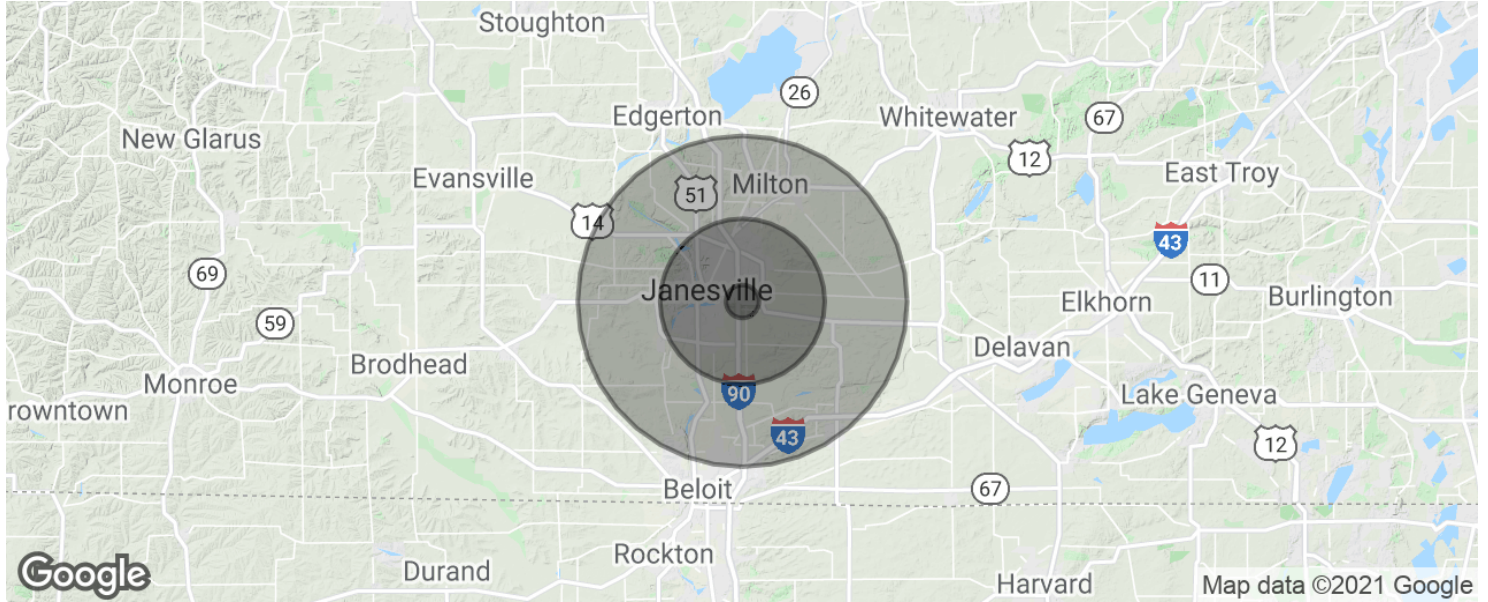 Stoughton
26
Edgerton
Whitewater
67
New Glarus
12
East Troy
Evansville
Milton
51
14
43
69
11
Janesville
Elkhorn
Burlington
59
Delavan
Brodhead
Monroe
90
Lake Geneva
rowntown
43
12
Beloit
67
Rockton
Durand
Harvard
Google
Map data ©2021 Google